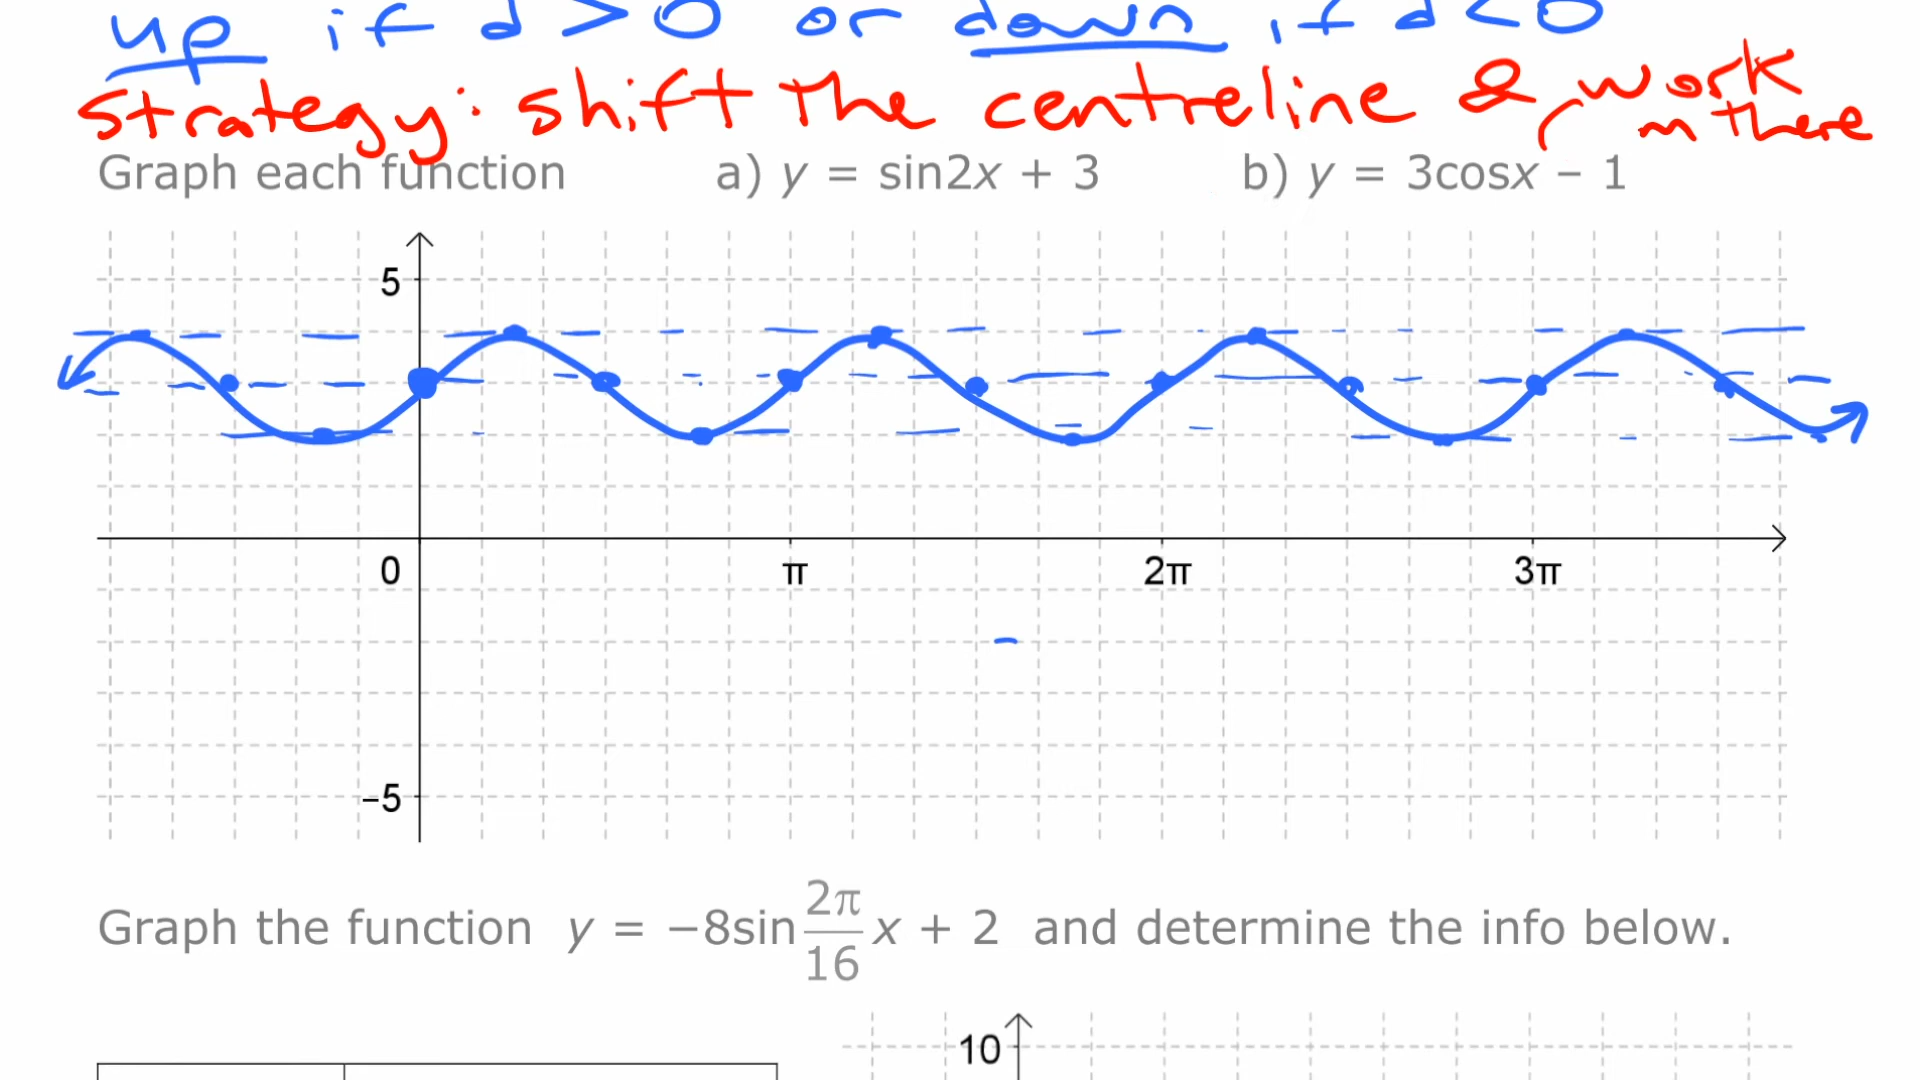 up if d > 0 or down if d < 0
strategy: shift the centreline & work
m there
Graph each function a) y = sin2x + 3 b) y = 3cosx − 1
5
0 π 2π 3π
−5
Graph the function y = −8sin 2π/16 x + 2 and determine the info below.
10